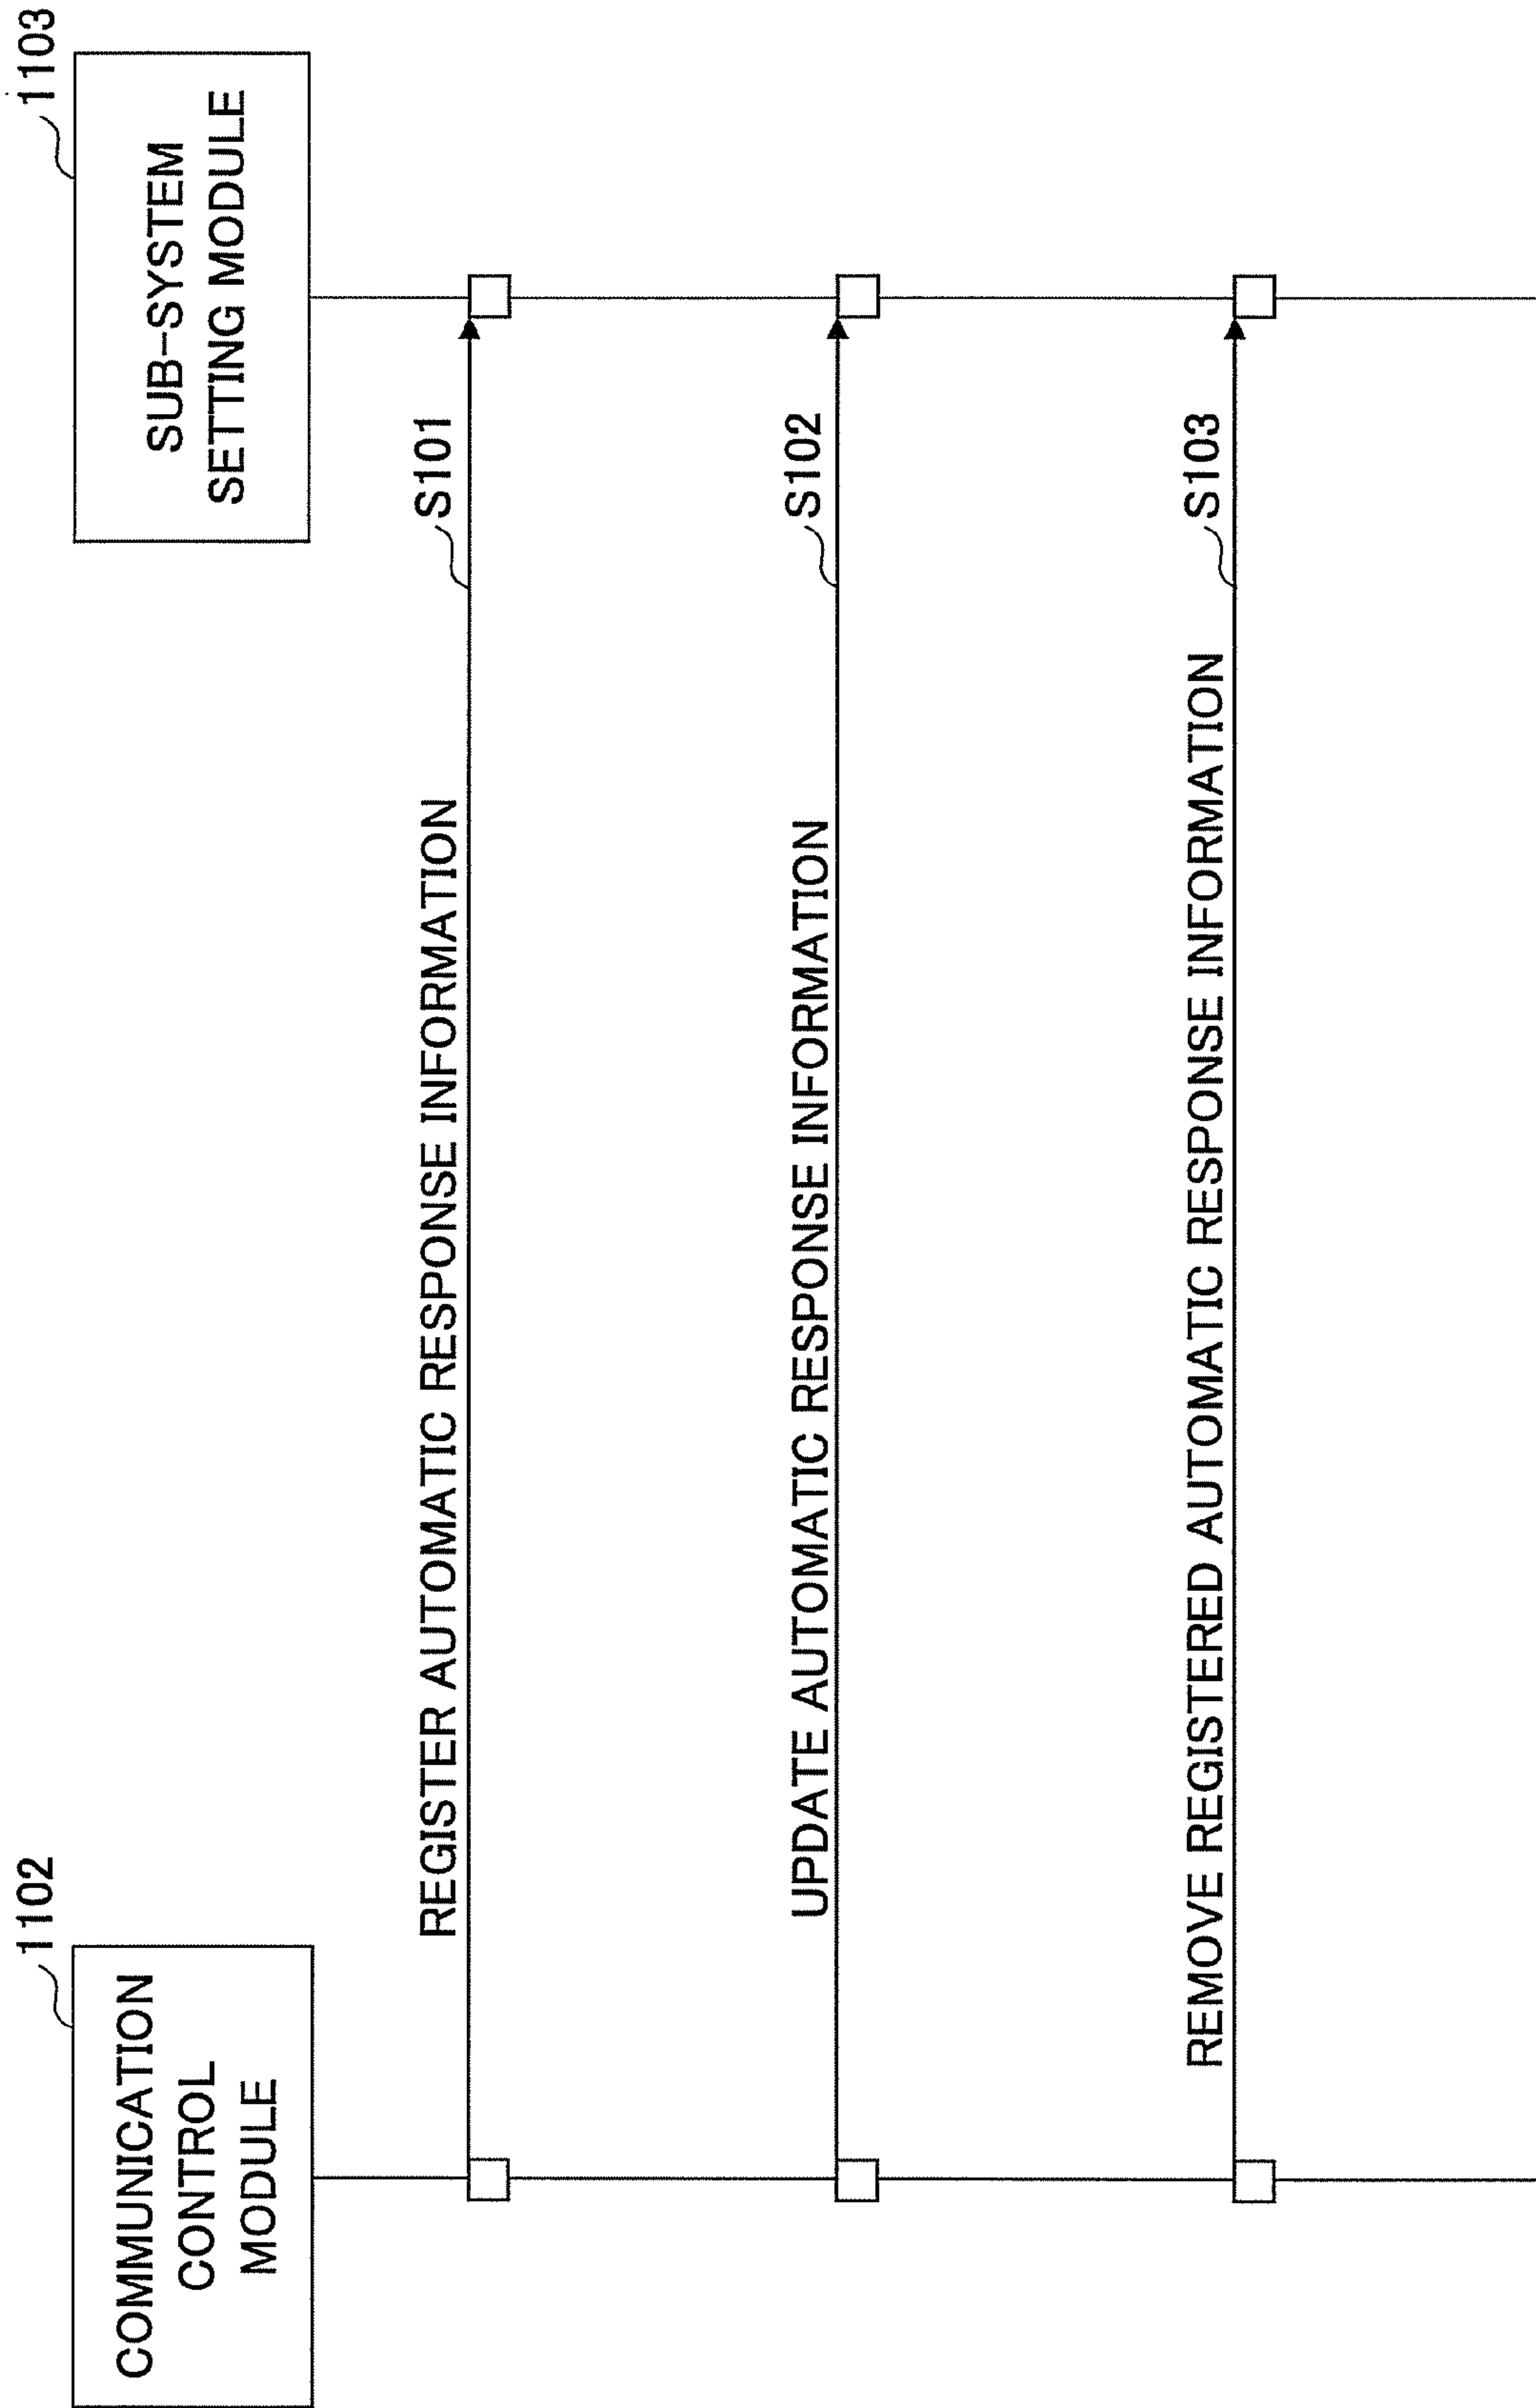 1102
COMMUNICATION
CONTROL
MODULE
1103
SUB-SYSTEM
SETTING MODULE
REGISTER AUTOMATIC RESPONSE INFORMATION
S101
UPDATE AUTOMATIC RESPONSE INFORMATION
S102
REMOVE REGISTERED AUTOMATIC RESPONSE INFORMATION
S103